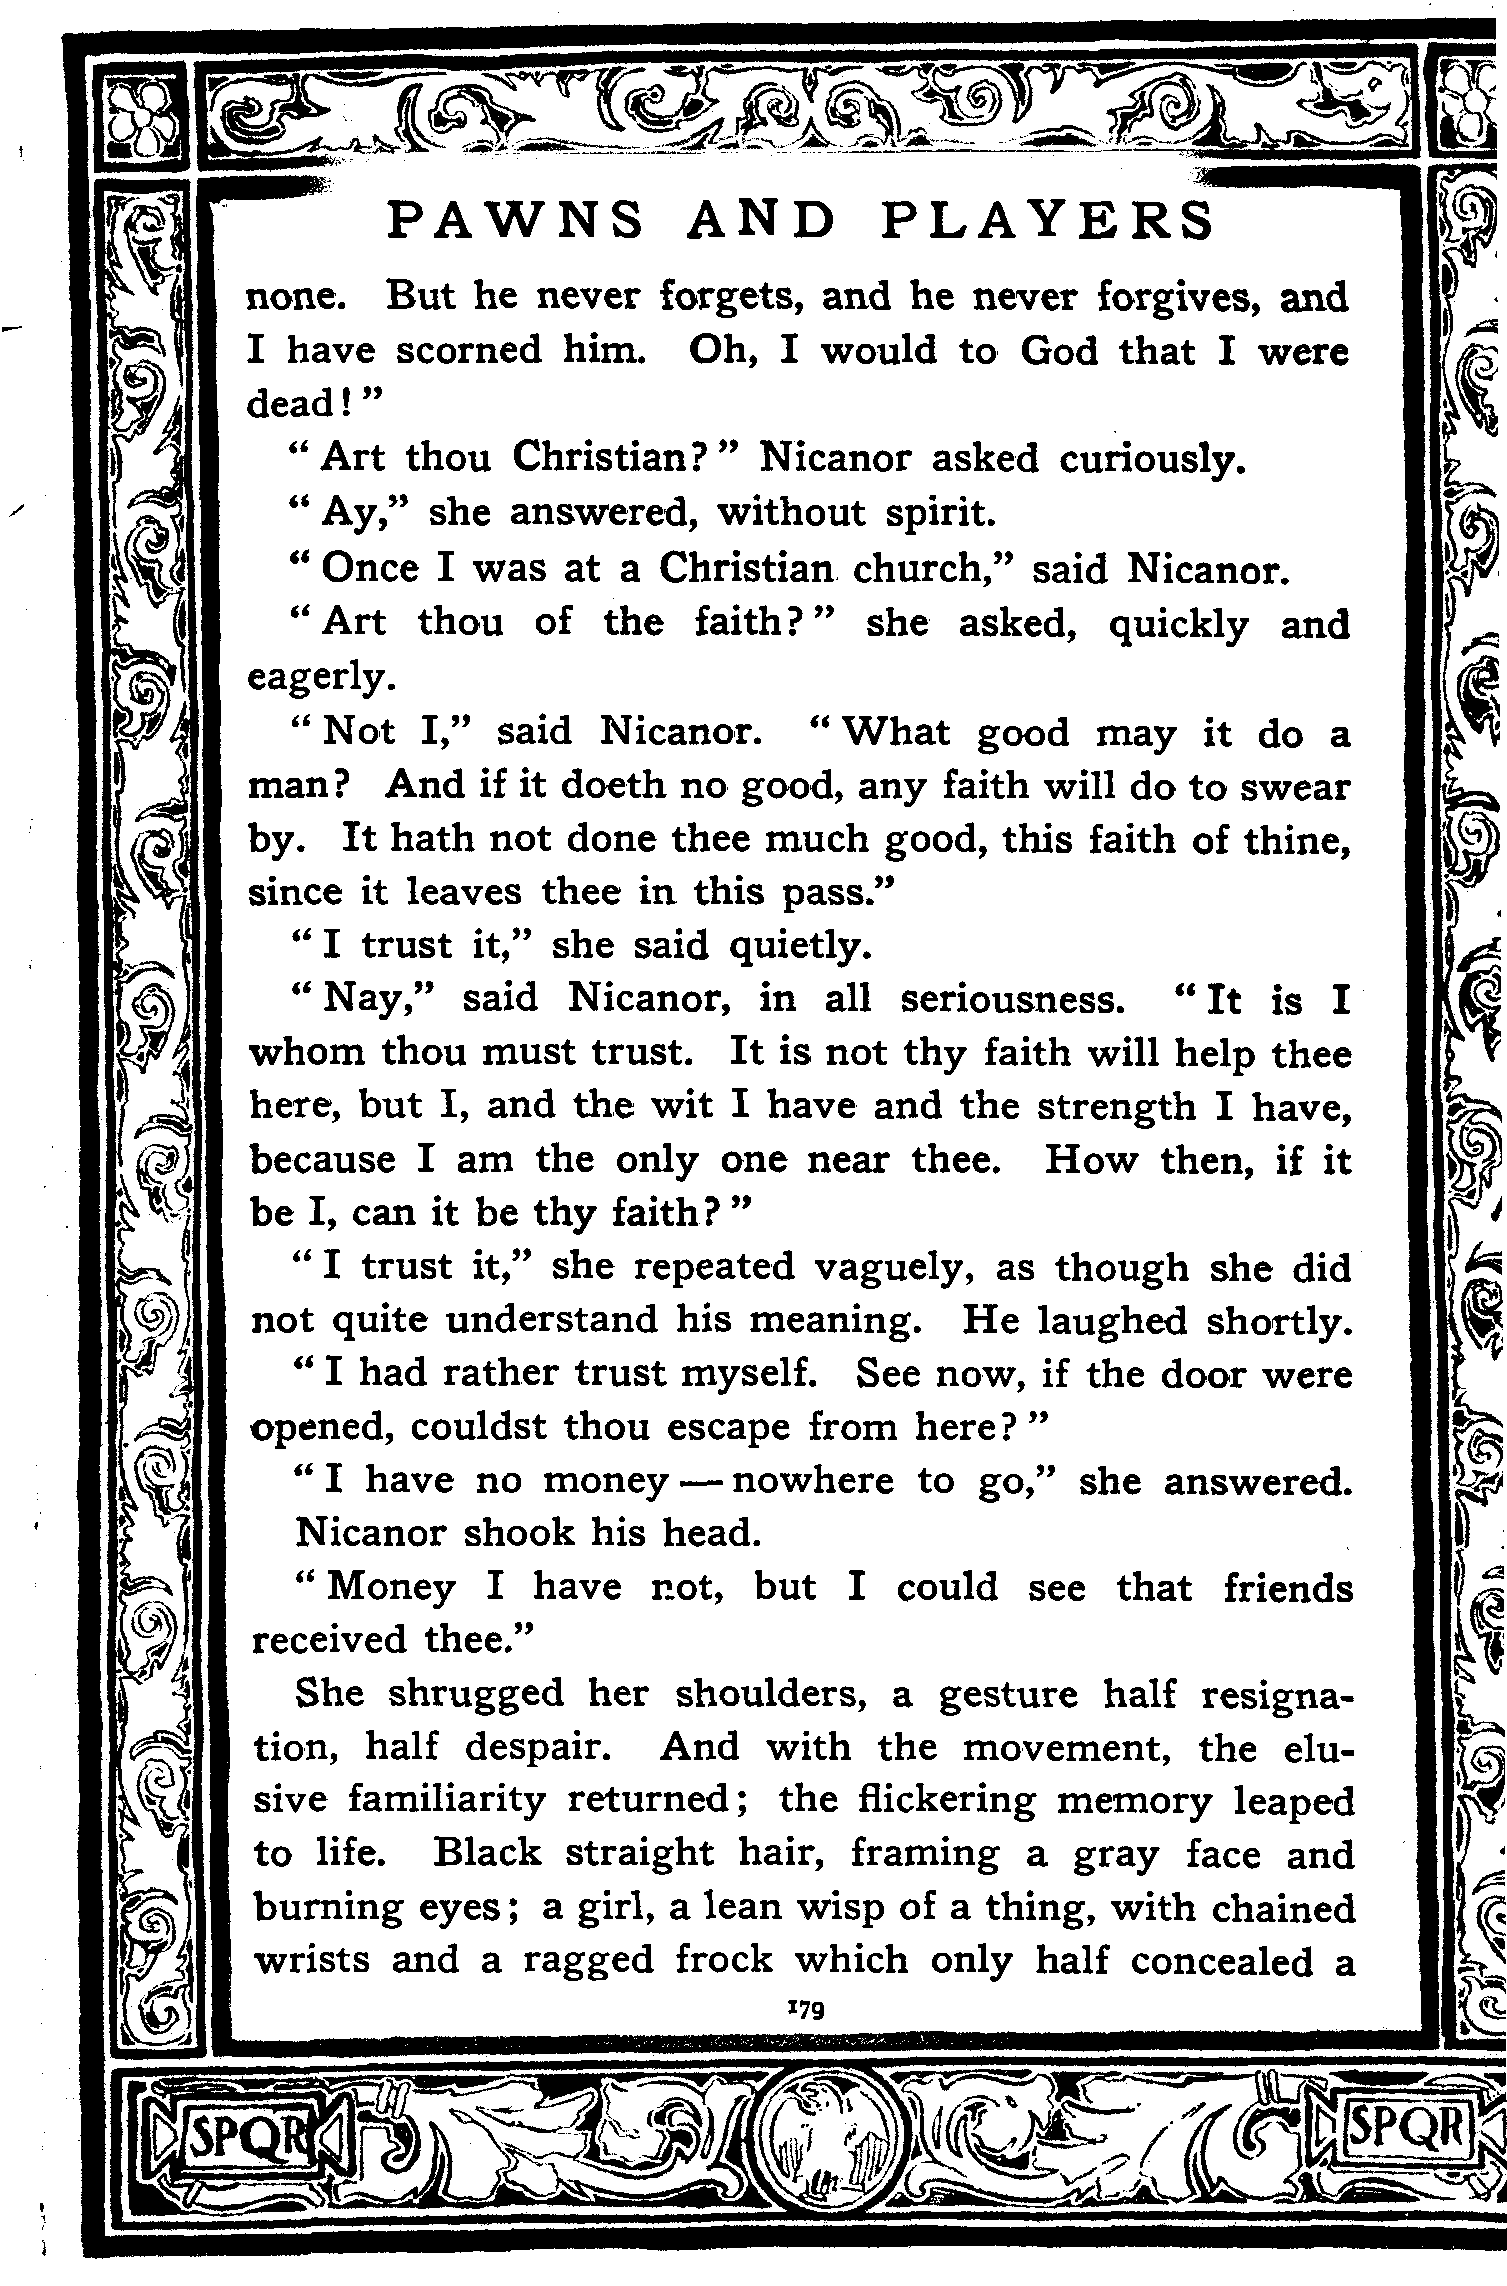 PAWNS AND PLAYERS
none. But he never forgets, and he never forgives, and
I have scorned him. Oh, I would to God that I were
dead!”
“Art thou Christian?” Nicanor asked curiously.
“Ay,” she answered, without spirit.
“Once I was at a Christian church,” said Nicanor.
“Art thou of the faith?” she asked, quickly and
eagerly.
“Not I,” said Nicanor. “What good may it do a
man? And if it doeth no good, any faith will do to swear
by. It hath not done thee much good, this faith of thine,
since it leaves thee in this pass.”
“I trust it,” she said quietly.
“Nay,” said Nicanor, in all seriousness. “It is I
whom thou must trust. It is not thy faith will help thee
here, but I, and the wit I have and the strength I have,
because I am the only one near thee. How then, if it
be I, can it be thy faith?”
“I trust it,” she repeated vaguely, as though she did
not quite understand his meaning. He laughed shortly.
“I had rather trust myself. See now, if the door were
opened, couldst thou escape from here?”
“I have no money — nowhere to go,” she answered.
Nicanor shook his head.
“Money I have not, but I could see that friends
received thee.”
She shrugged her shoulders, a gesture half resigna-
tion, half despair. And with the movement, the elu-
sive familiarity returned; the flickering memory leaped
to life. Black straight hair, framing a gray face and
burning eyes; a girl, a lean wisp of a thing, with chained
wrists and a ragged frock which only half concealed a
179
SPQR SPQR